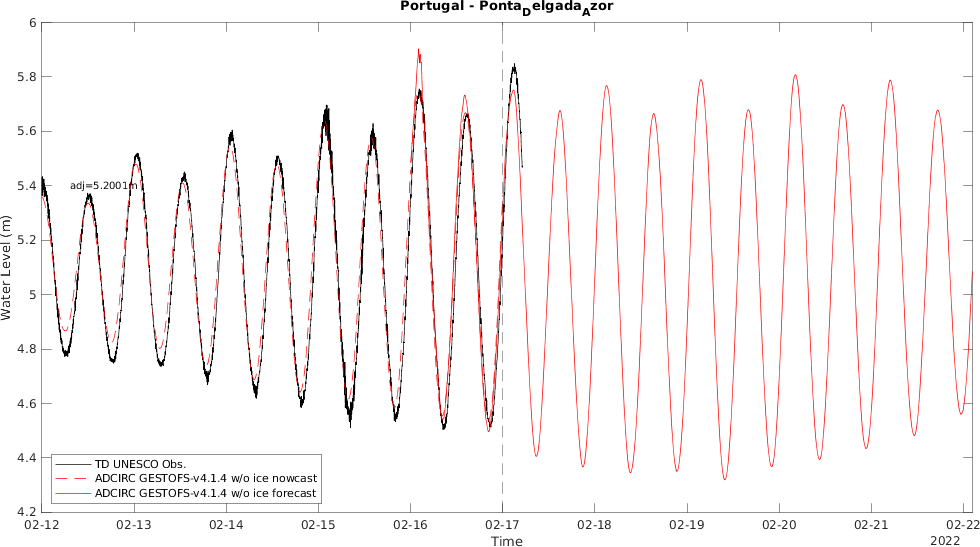 Portugal - PontaDelgadaAzor
6
5.8
5.6
5.4
5.2
5
4.8
4.6
4.4
4.2
Water Level (m)
adj=5.2001m
TD UNESCO Obs.
ADCIRC GESTOFS-v4.1.4 w/o ice nowcast
ADCIRC GESTOFS-v4.1.4 w/o ice forecast
02-12 02-13 02-14 02-15 02-16 02-17 02-18 02-19 02-20 02-21 02-22
Time
2022